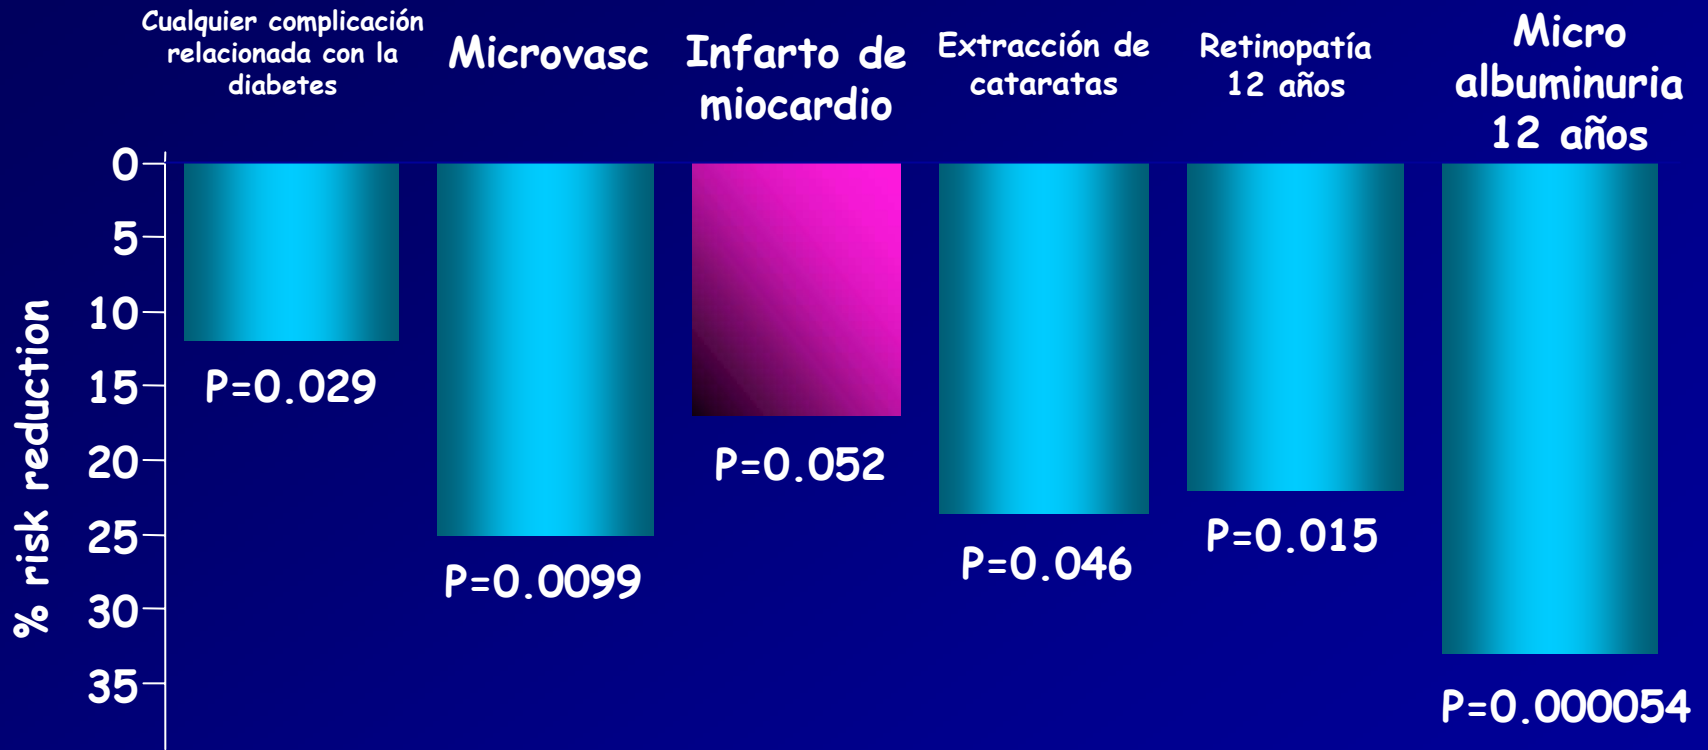 Cualquier complicación
relacionada con la
diabetes
Microvasc
Infarto de
miocardio
Extracción de
cataratas
Retinopatía
12 años
Micro
albuminuria
12 años
% risk reduction
0
5
10
15
20
25
30
35
P=0.029
P=0.0099
P=0.052
P=0.046
P=0.015
P=0.000054